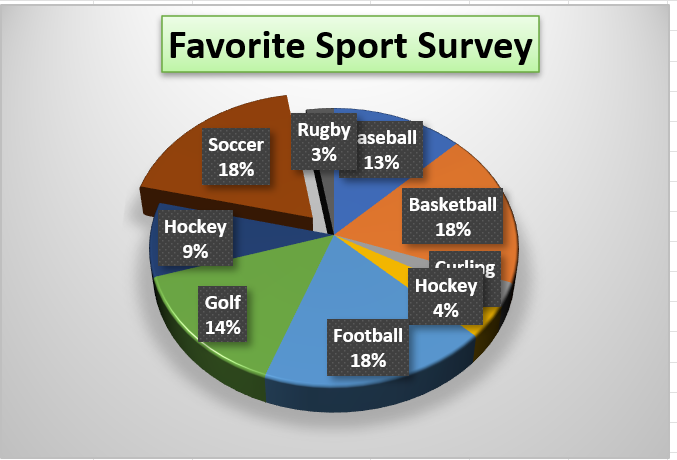 Favorite Sport Survey
Rugby
3%
aseball
13%
Soccer
18%
Basketball
18%
Hockey
9%
Curling
Hockey
4%
Golf
14%
Football
18%